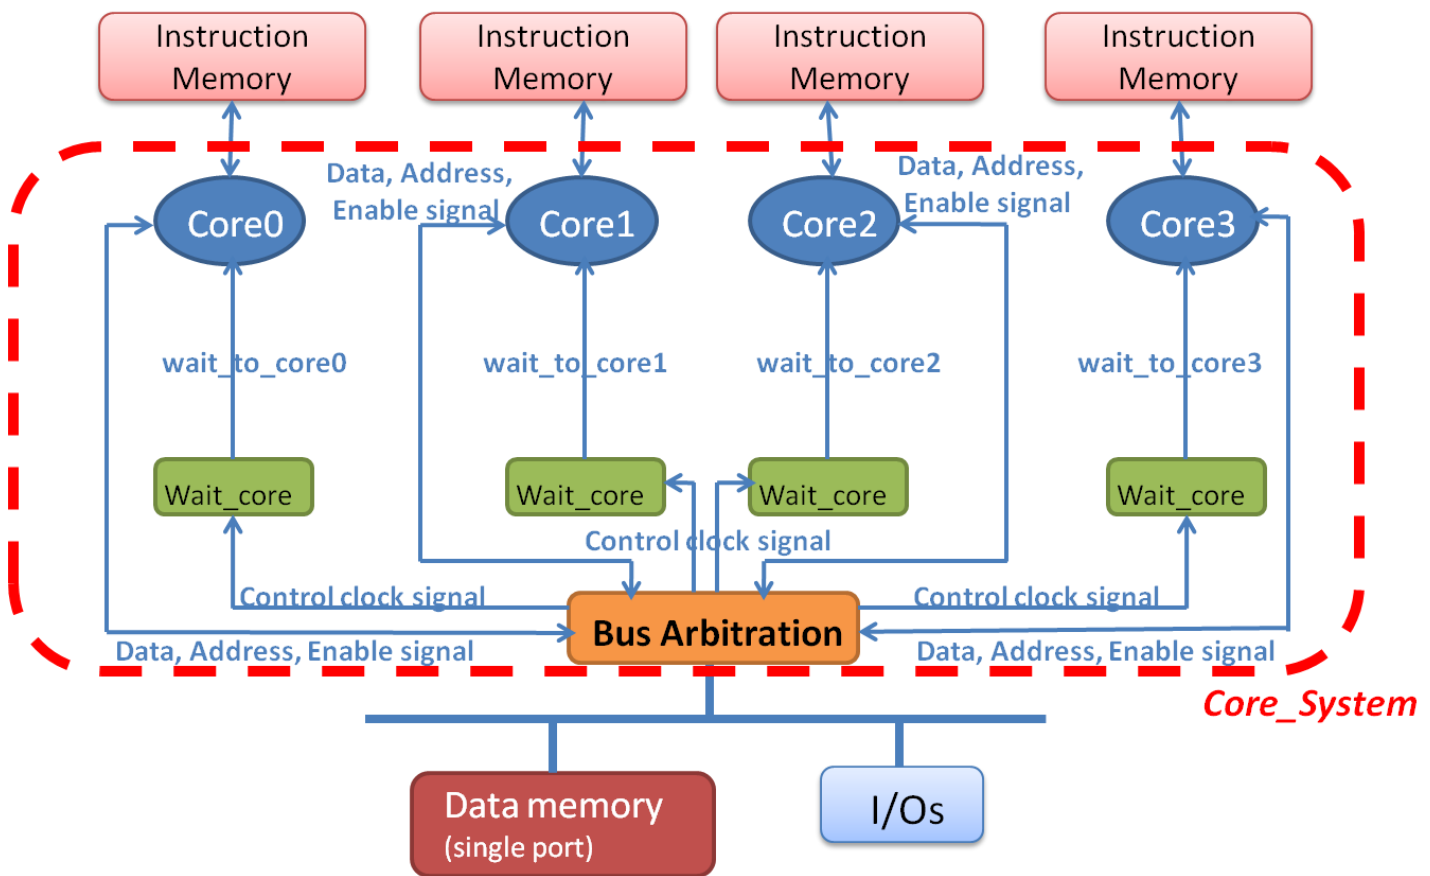 Instruction
Memory
Instruction
Memory
Instruction
Memory
Instruction
Memory
Data, Address,
Enable signal
Data, Address,
Enable signal
Core0
Core1
Core2
Core3
wait_to_core0
wait_to_core1
wait_to_core2
wait_to_core3
Wait_core
Wait_core
Wait_core
Wait_core
Control clock signal
Control clock signal
Control clock signal
Bus Arbitration
Data, Address, Enable signal
Data, Address, Enable signal
Core_System
Data memory
(single port)
I/Os